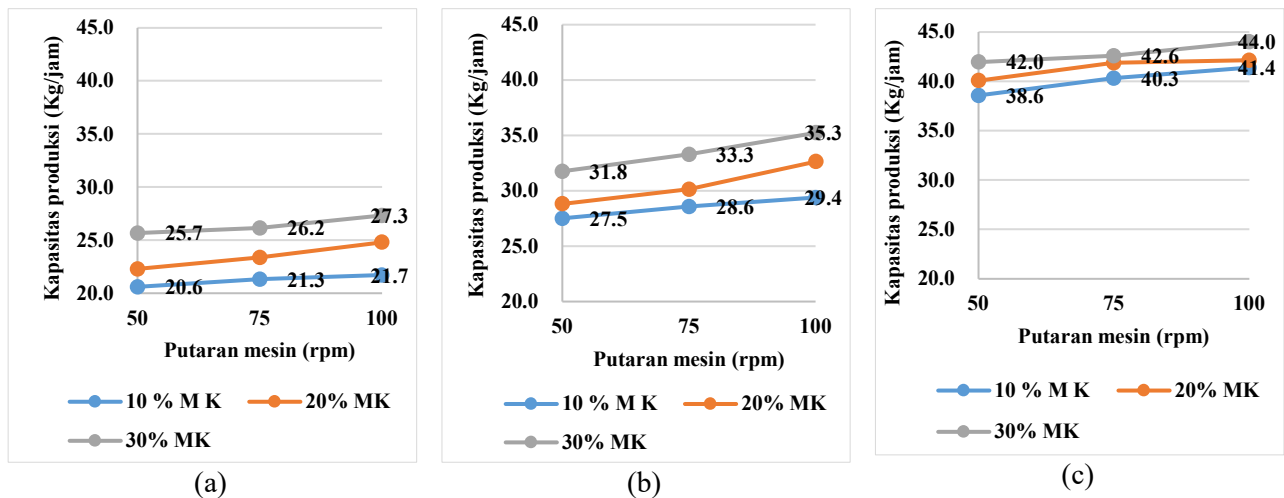 Kapasitas produksi (Kg/jam)
45.0
40.0
35.0
30.0
25.0
20.0
25.7
26.2
27.3
20.6
21.3
21.7
50
75
100
Putaran mesin (rpm)
10 % M K
20% MK
30% MK
(a)
Kapasitas produksi (Kg/jam)
45.0
40.0
35.0
30.0
25.0
20.0
31.8
33.3
35.3
27.5
28.6
29.4
50
75
100
Putaran mesin (rpm)
10 % M K
20% MK
30% MK
(b)
Kapasitas produksi (Kg/jam)
45.0
40.0
35.0
30.0
25.0
20.0
42.0
42.6
44.0
38.6
40.3
41.4
50
75
100
Putaran mesin (rpm)
10 % M K
20% MK
30% MK
(c)